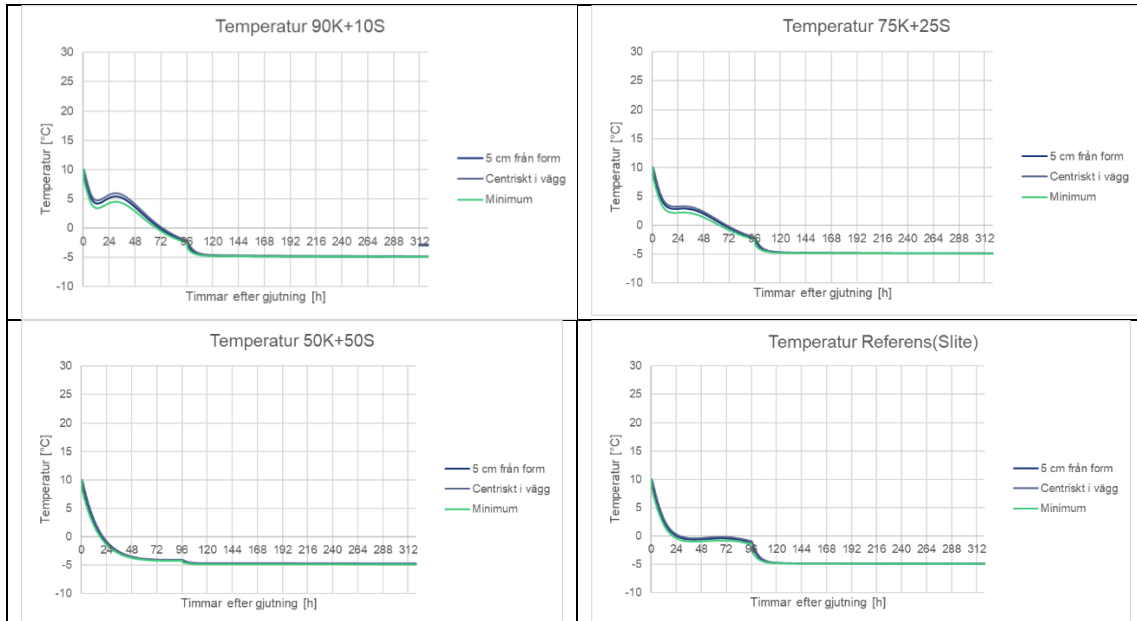 Temperatur 90K+10S
30
25
20
15
10
5
0
-5
-10
Temperatur [°C]
0 24 48 72 96 120 144 168 192 216 240 264 288 312
Timmar efter gjutning [h]
5 cm från form
Centriskt i vägg
Minimum
Temperatur 75K+25S
30
25
20
15
10
5
0
-5
-10
Temperatur [°C]
0 24 48 72 96 120 144 168 192 216 240 264 288 312
Timmar efter gjutning [h]
5 cm från form
Centriskt i vägg
Minimum
Temperatur 50K+50S
30
25
20
15
10
5
0
-5
-10
Temperatur [°C]
0 24 48 72 96 120 144 168 192 216 240 264 288 312
Timmar efter gjutning [h]
5 cm från form
Centriskt i vägg
Minimum
Temperatur Referens(Slite)
30
25
20
15
10
5
0
-5
-10
Temperatur [°C]
0 24 48 72 96 120 144 168 192 216 240 264 288 312
Timmar efter gjutning [h]
5 cm från form
Centriskt i vägg
Minimum